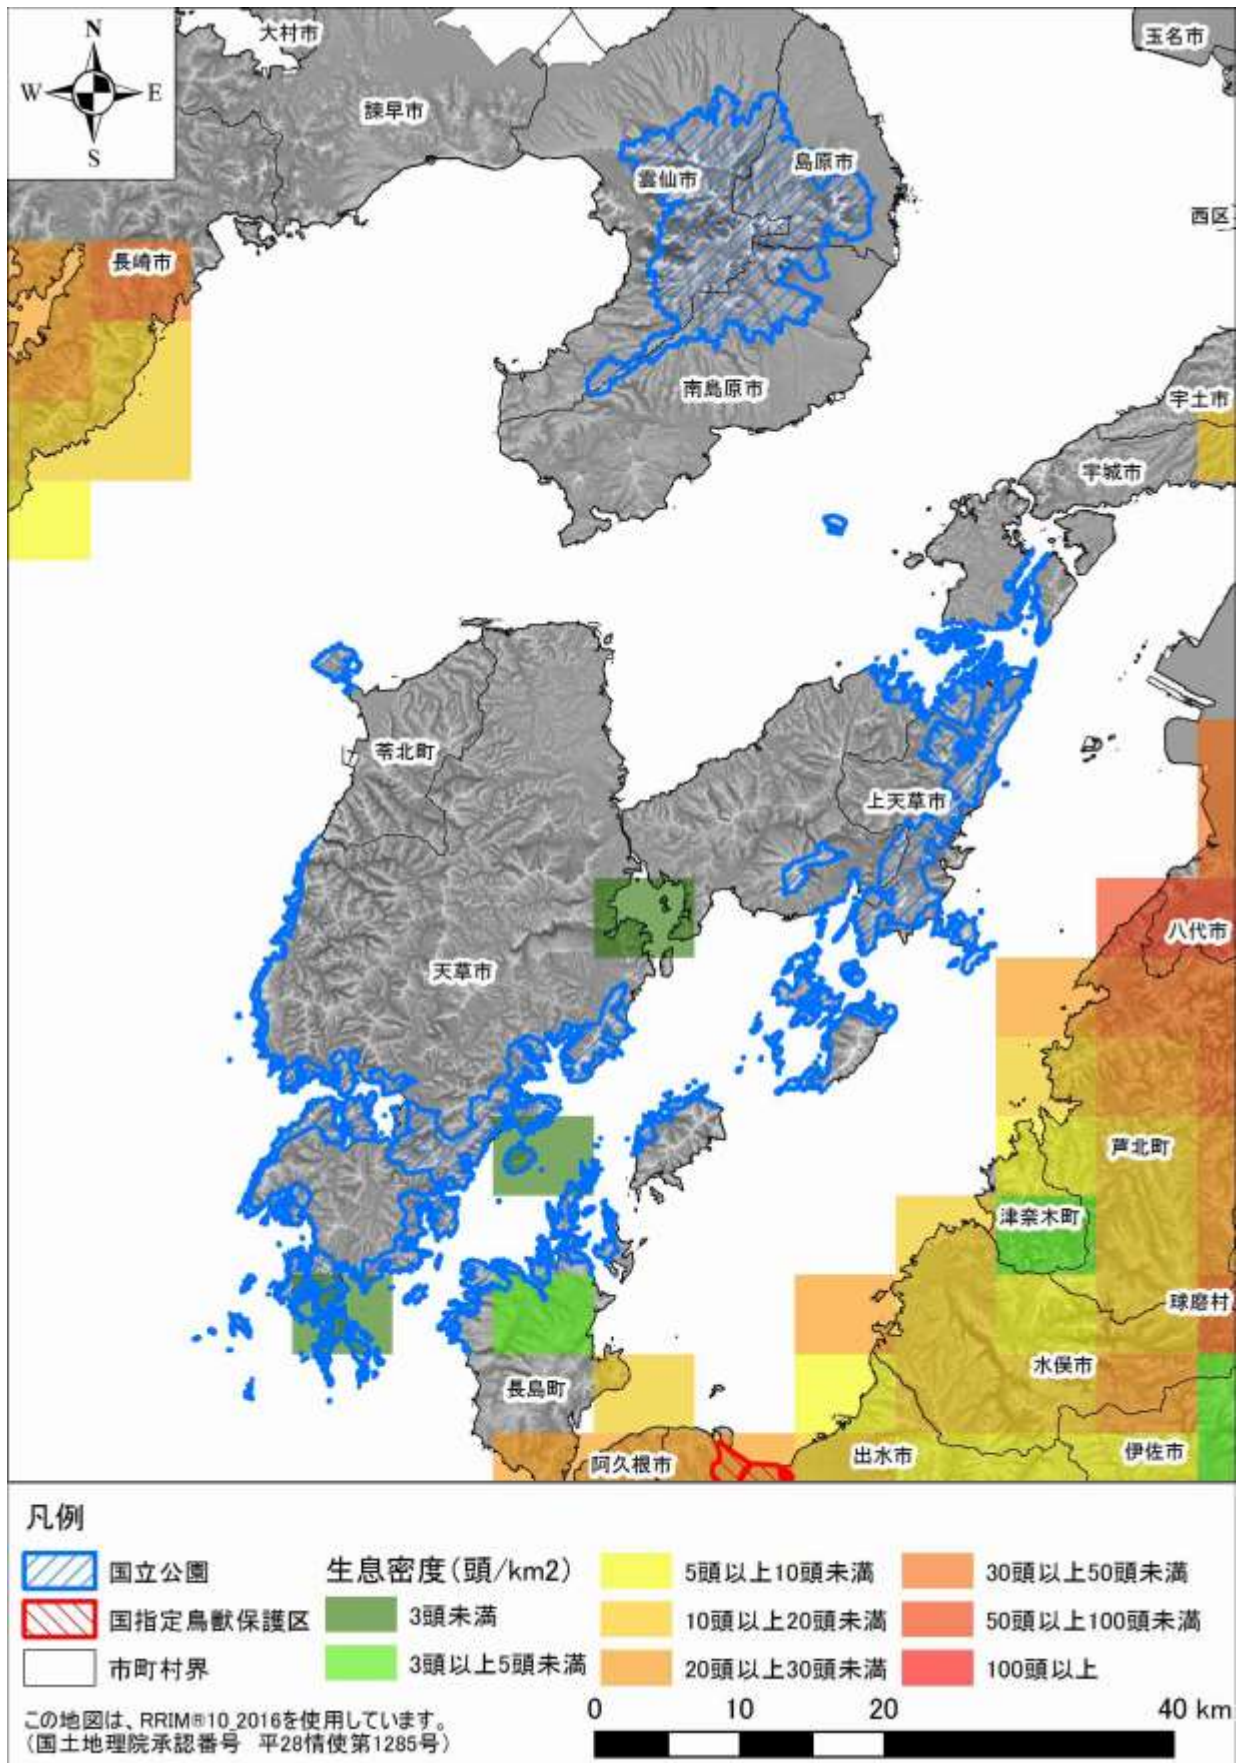 N
W
E
S
大村市
玉名市
諫早市
島原市
雲仙市
西区
長崎市
南島原市
宇土市
宇城市
苓北町
上天草市
八代市
天草市
芦北町
津奈木町
球磨村
水俣市
長島町
阿久根市
出水市
伊佐市
凡例
国立公園
国指定鳥獣保護区
市町村界
生息密度(頭/km2)
3頭未満
3頭以上5頭未満
5頭以上10頭未満
10頭以上20頭未満
20頭以上30頭未満
30頭以上50頭未満
50頭以上100頭未満
100頭以上
この地図は、RRIM®10_2016を使用しています。
(国土地理院承認番号 平28情使第1285号)
0 10 20 40 km